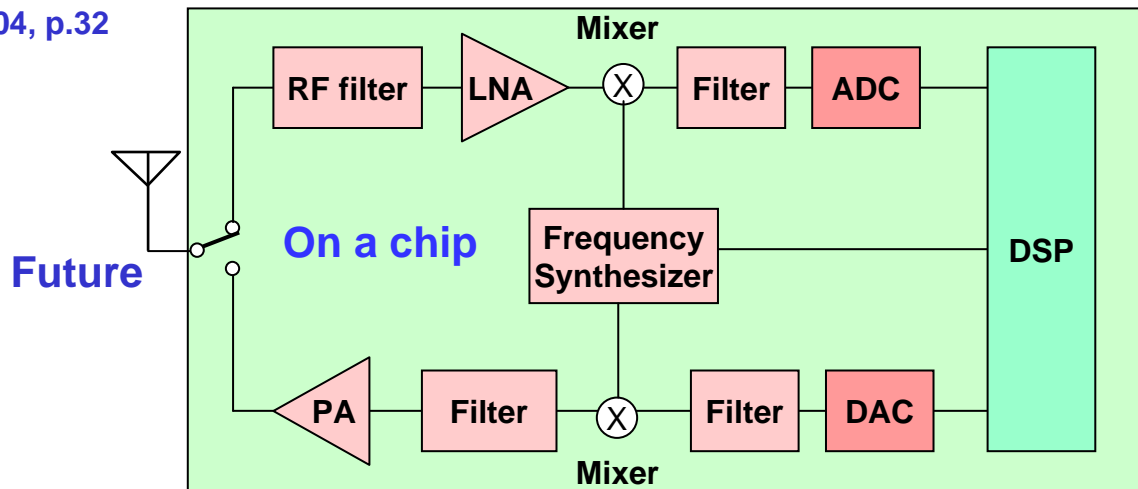 04, p.32
Mixer
RF filter
LNA
X
Filter
ADC
On a chip
Future
Frequency
Synthesizer
DSP
PA
Filter
X
Filter
DAC
Mixer